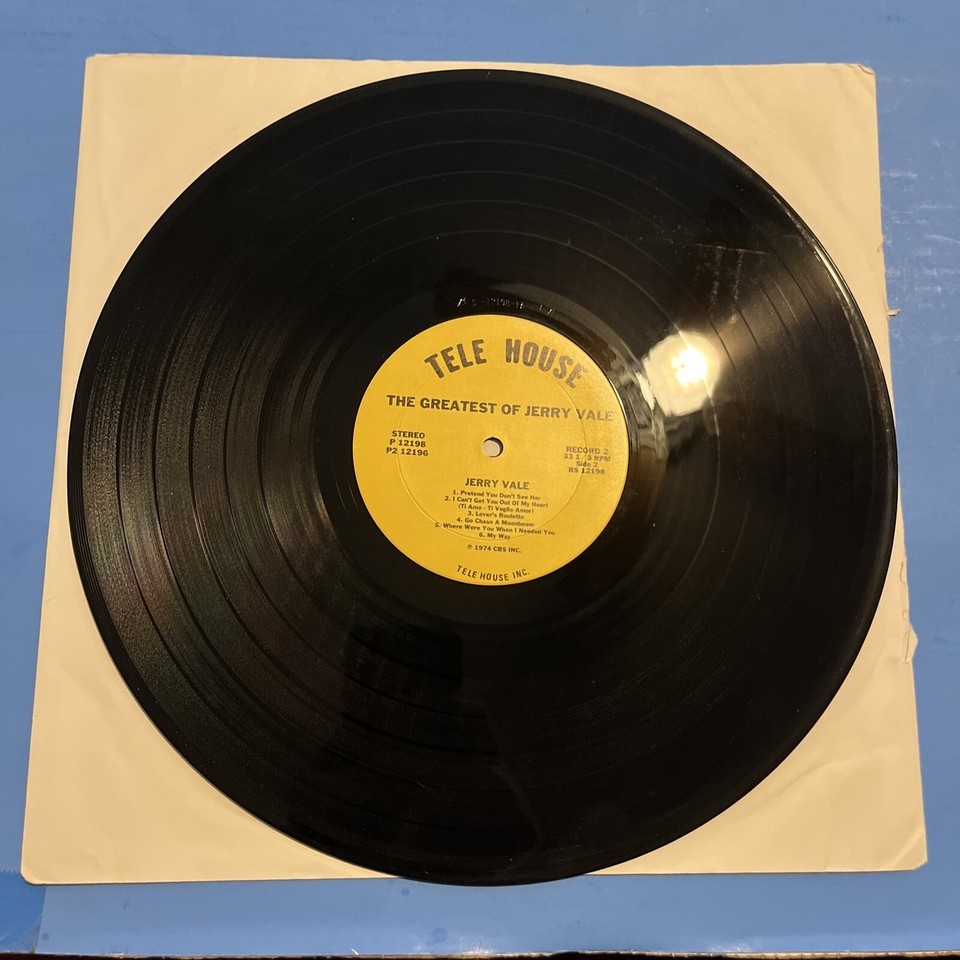 TELE HOUSE
THE GREATEST OF JERRY VALE
STEREO
P 12198
P2 12196
RECORD 2
33 1/3 RPM
Side 2
BS 12198
JERRY VALE
1. Pretend You Don't See Her
2. I Can't Get You Out Of My Heart
(Ti Amo - Ti Voglio Amor)
3. Lover's Roulette
4. Go Chase A Moonbeam
5. Where Were You When I Needed You
6. My Way
℗ 1974 CBS INC.
TELE HOUSE INC.